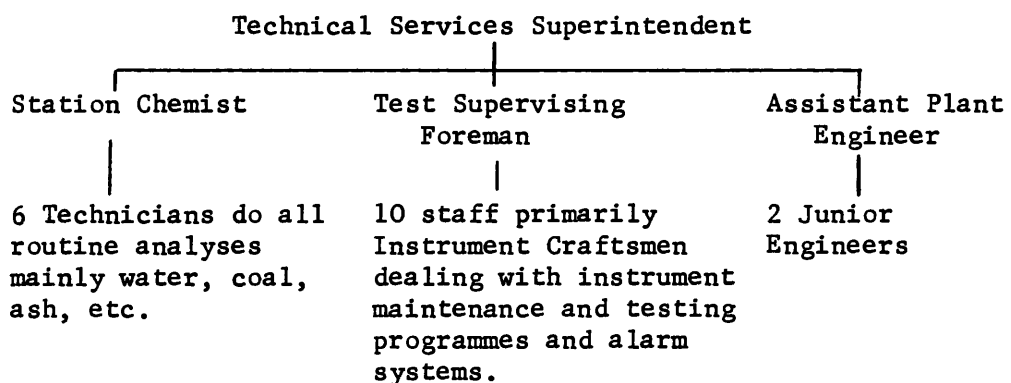 Technical Services Superintendent
Station Chemist
6 Technicians do all
routine analyses
mainly water, coal,
ash, etc.
Test Supervising
Foreman
10 staff primarily
Instrument Craftsmen
dealing with instrument
maintenance and testing
programmes and alarm
systems.
Assistant Plant
Engineer
2 Junior
Engineers